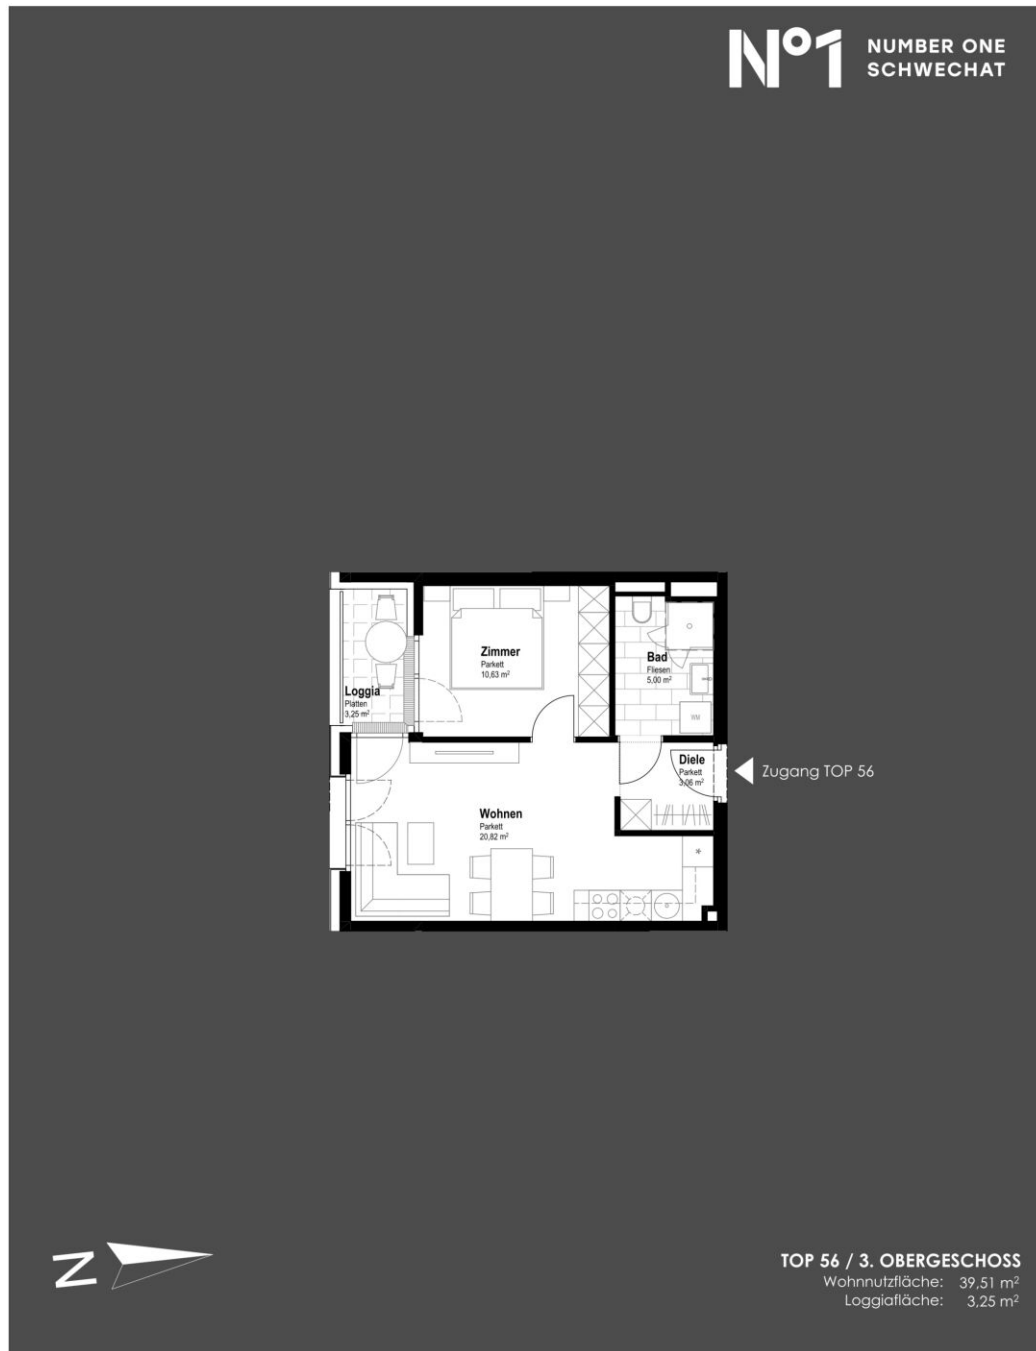 Nº1 NUMBER ONE
SCHWECHAT
Zimmer
Parkett
10,63 m²
Bad
Fliesen
5,00 m²
Loggia
Platten
3,25 m²
WM
Diele
Parkett
3,06 m²
Zugang TOP 56
Wohnen
Parkett
20,82 m²
*
N
TOP 56 / 3. OBERGESCHOSS
Wohnnutzfläche: 39,51 m²
Loggiafläche: 3,25 m²